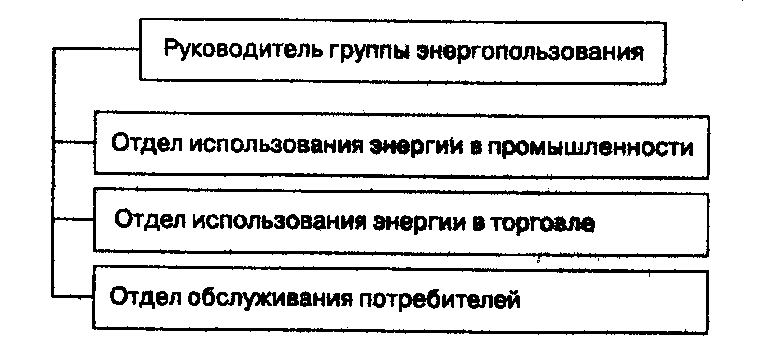 Руководитель группы энергопользования
Отдел использования энергии в промышленности
Отдел использования энергии в торговле
Отдел обслуживания потребителей